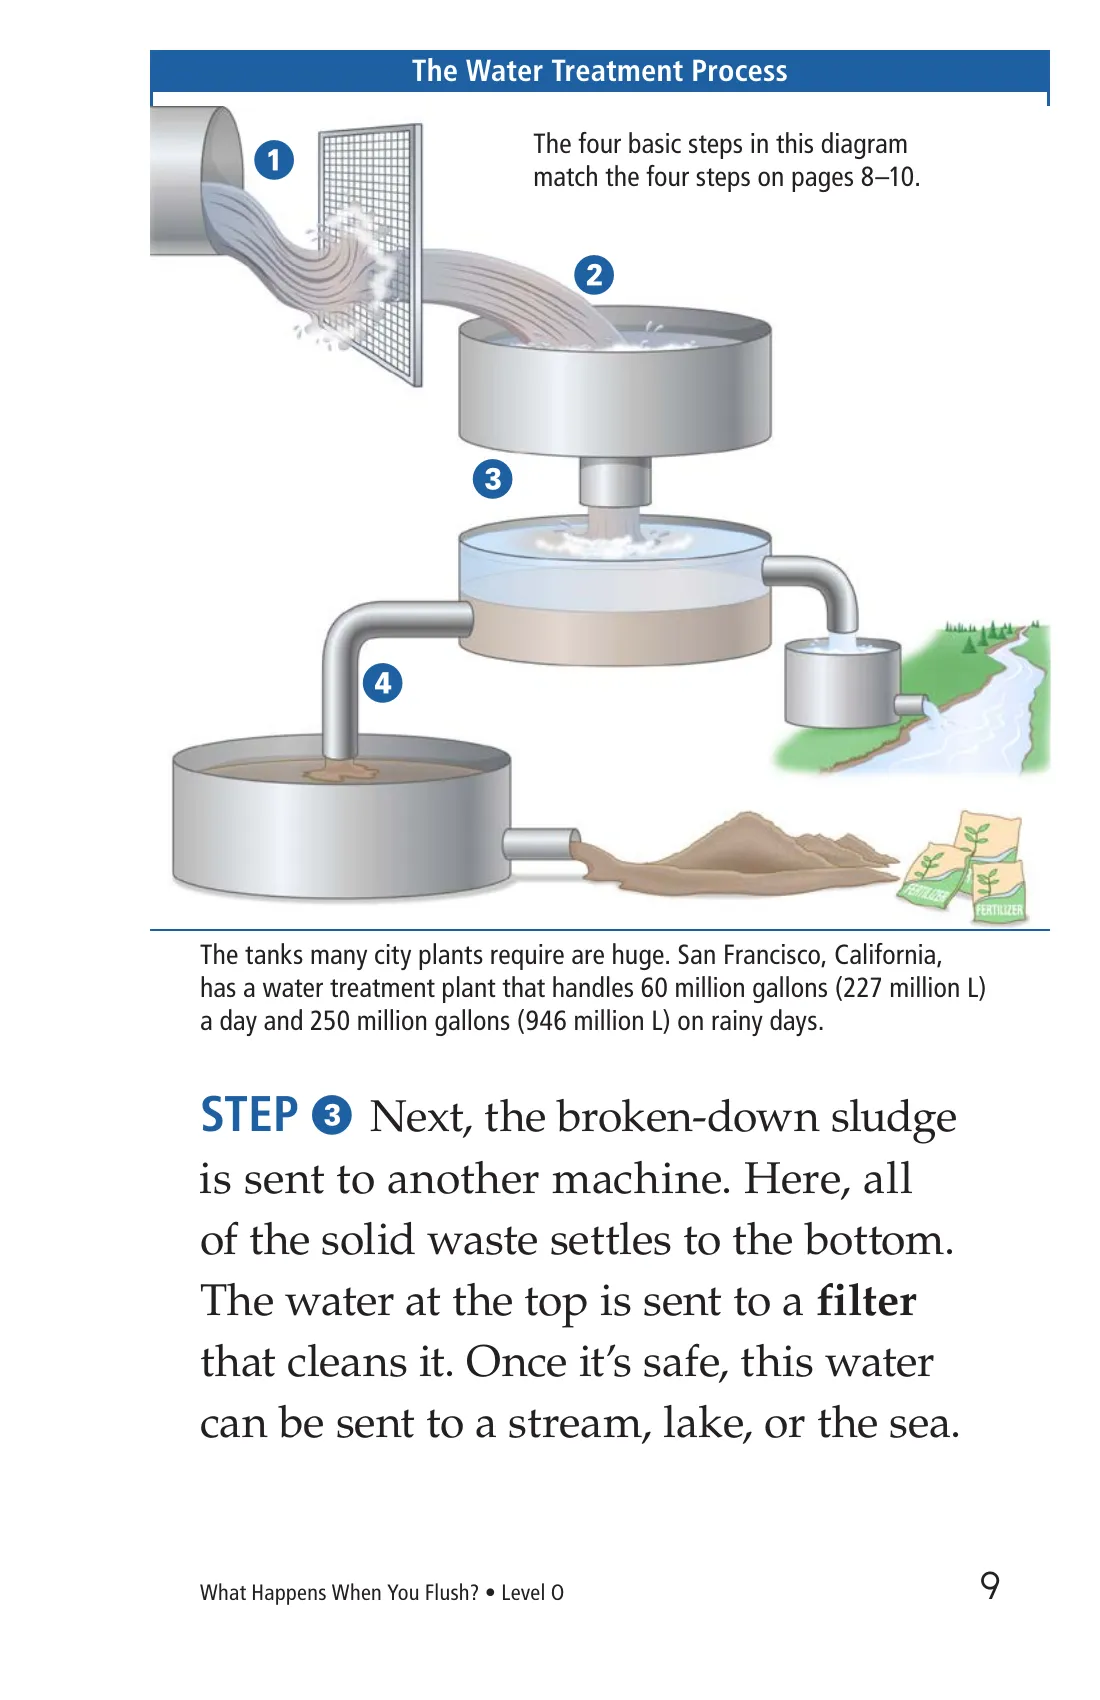 The Water Treatment Process
The four basic steps in this diagram
match the four steps on pages 8–10.
1
2
3
4
FERTILIZER
FERTILIZER
The tanks many city plants require are huge. San Francisco, California,
has a water treatment plant that handles 60 million gallons (227 million L)
a day and 250 million gallons (946 million L) on rainy days.
STEP 3 Next, the broken-down sludge
is sent to another machine. Here, all
of the solid waste settles to the bottom.
The water at the top is sent to a filter
that cleans it. Once it’s safe, this water
can be sent to a stream, lake, or the sea.
What Happens When You Flush? • Level O
9